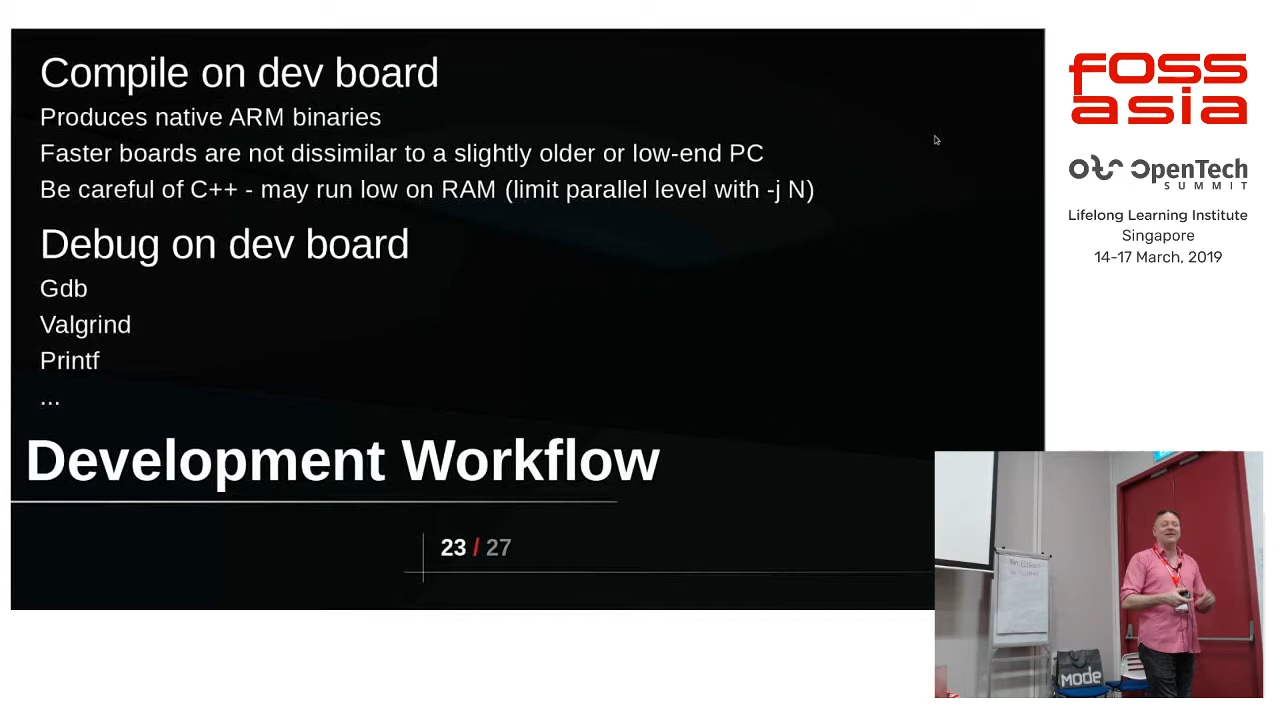 Compile on dev board
Produces native ARM binaries
Faster boards are not dissimilar to a slightly older or low-end PC
Be careful of C++ - may run low on RAM (limit parallel level with -j N)
Debug on dev board
Gdb
Valgrind
Printf
...
Development Workflow
23 / 27
fOSS
asia
OpenTech
SUMMIT
Lifelong Learning Institute
Singapore
14-17 March, 2019
MODE